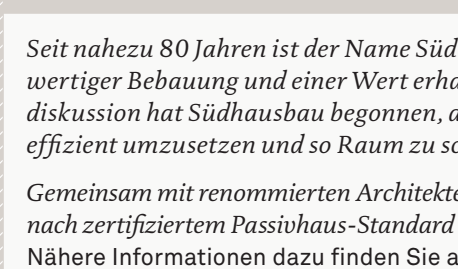 Seit nahezu 80 Jahren ist der Name Süd
wertiger Bebauung und einer Wert erha
diskussion hat Südhausbau begonnen, a
effizient umzusetzen und so Raum zu sc
Gemeinsam mit renommierten Architekte
nach zertifiziertem Passivhaus-Standard
Nähere Informationen dazu finden Sie a